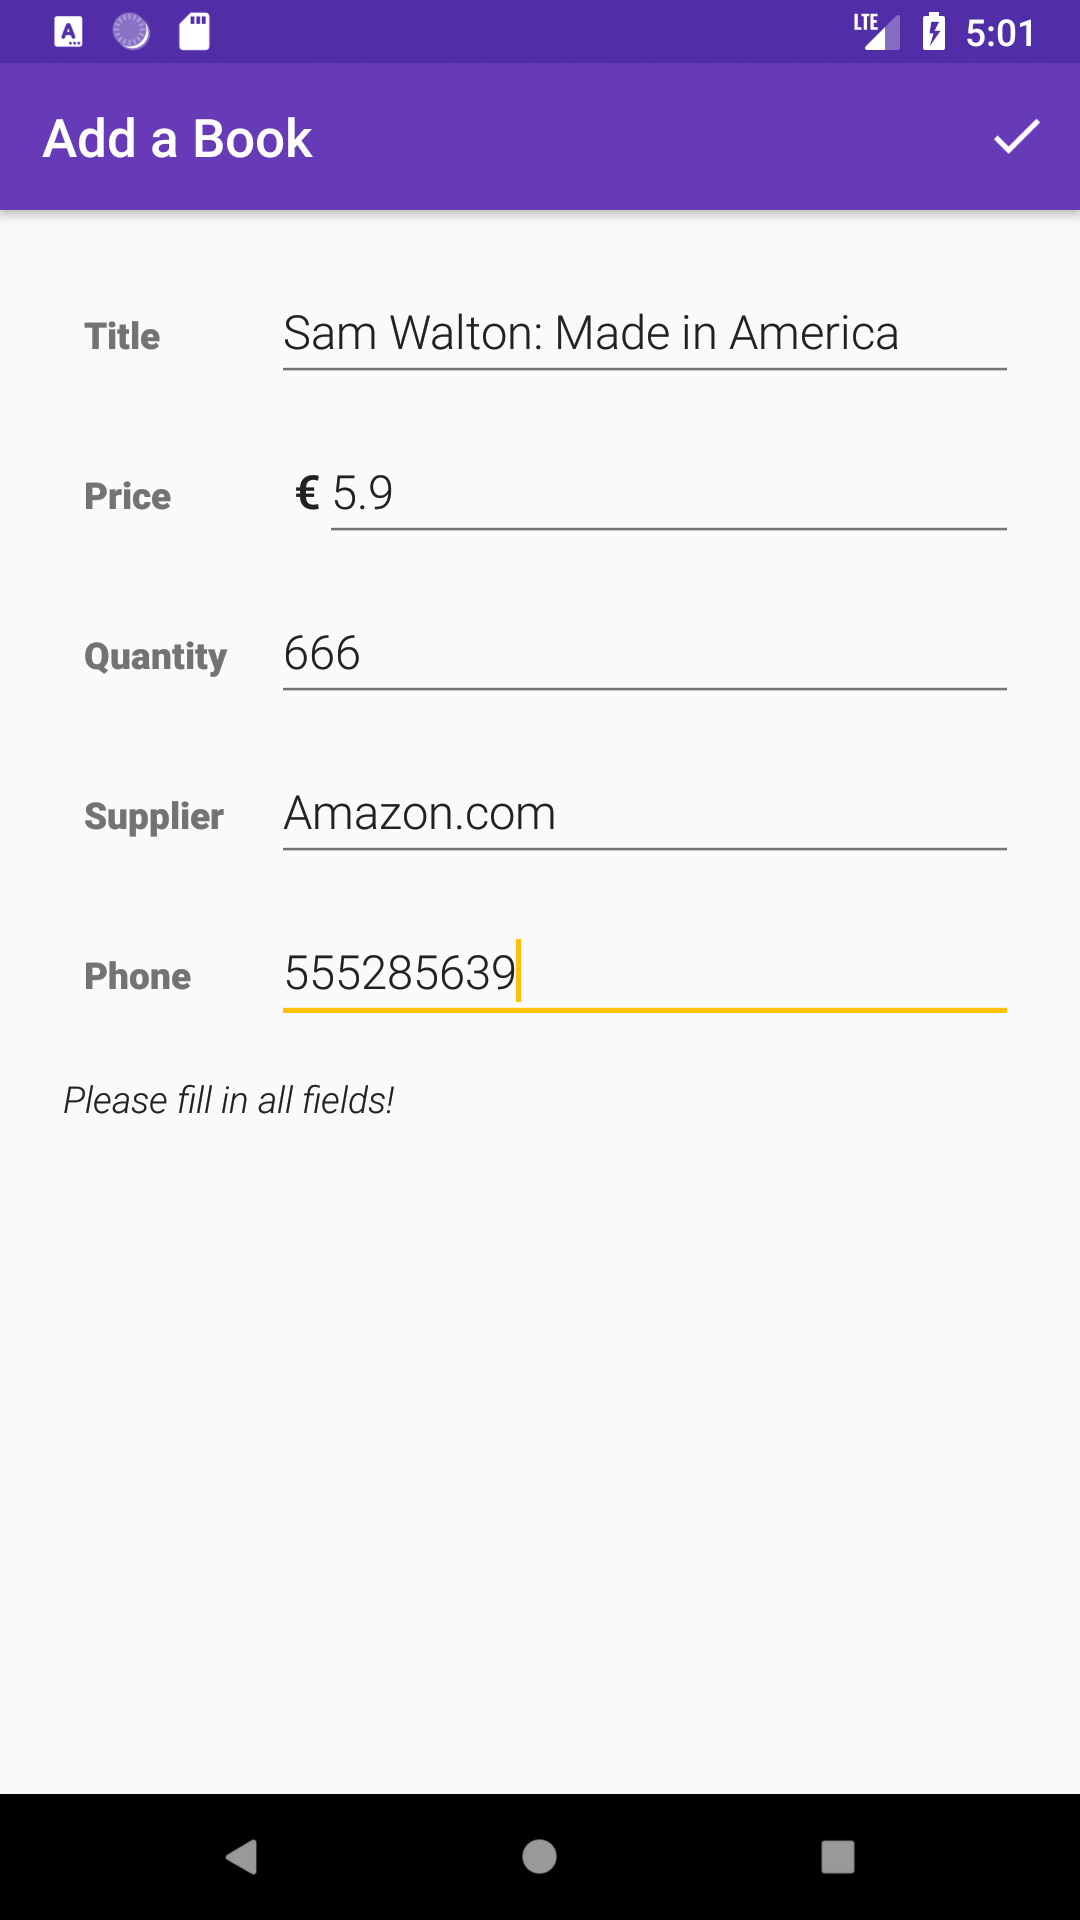 LTE 5:01
Add a Book
Title Sam Walton: Made in America
Price € 5.9
Quantity 666
Supplier Amazon.com
Phone 555285639
Please fill in all fields!